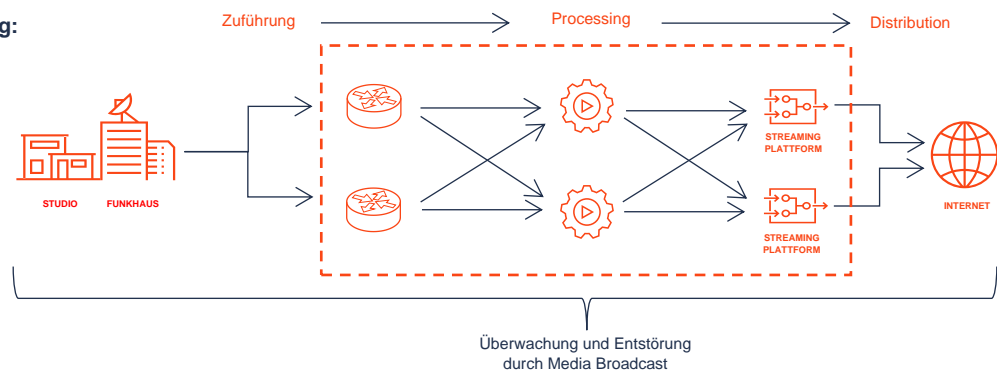 g:
Zuführung
Processing
Distribution
STUDIO
FUNKHAUS
STREAMING
PLATTFORM
STREAMING
PLATTFORM
INTERNET
Überwachung und Entstörung
durch Media Broadcast